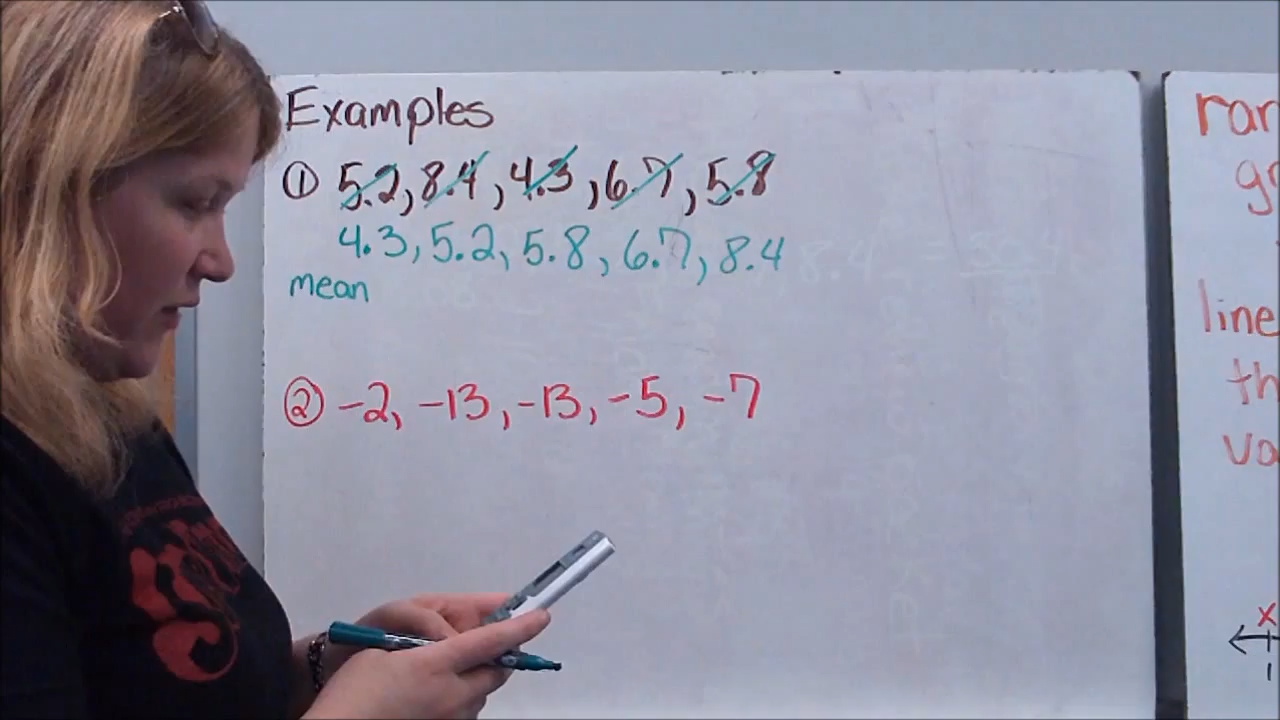 Examples
① 5.2, 8.4, 4.3, 6.7, 5.8
4.3, 5.2, 5.8, 6.7, 8.4
mean
② -2, -13, -13, -5, -7
ran
line
th
x
1